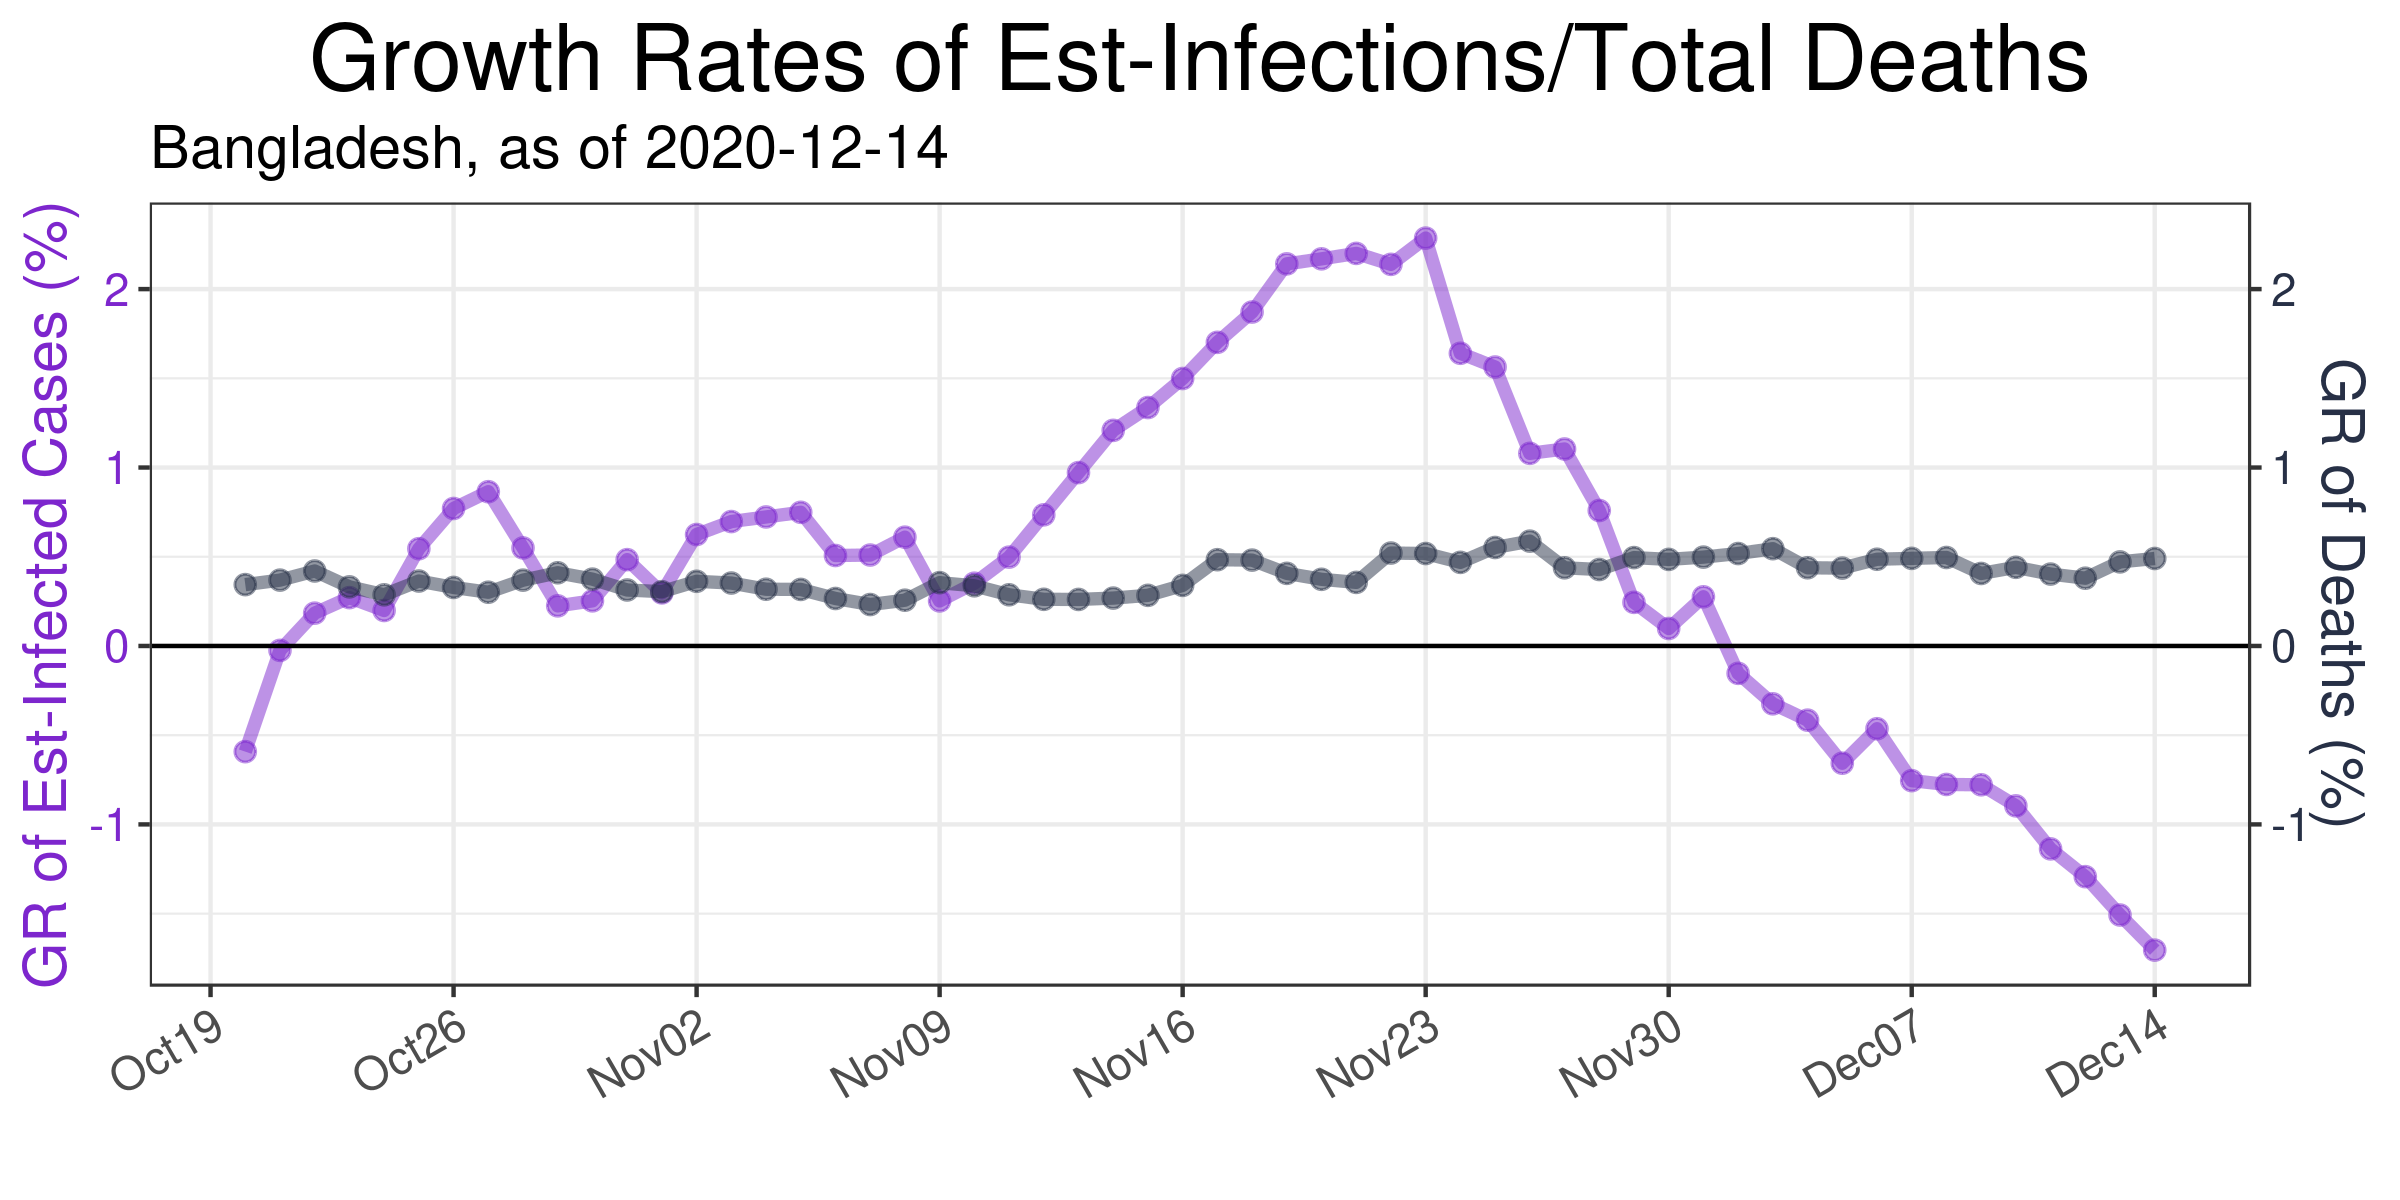 Growth Rates of Est-Infections/Total Deaths
Bangladesh, as of 2020-12-14
GR of Est-Infected Cases (%)
2
1
0
-1
2
1
0
-1
GR of Deaths (%)
Oct19
Oct26
Nov02
Nov09
Nov16
Nov23
Nov30
Dec07
Dec14